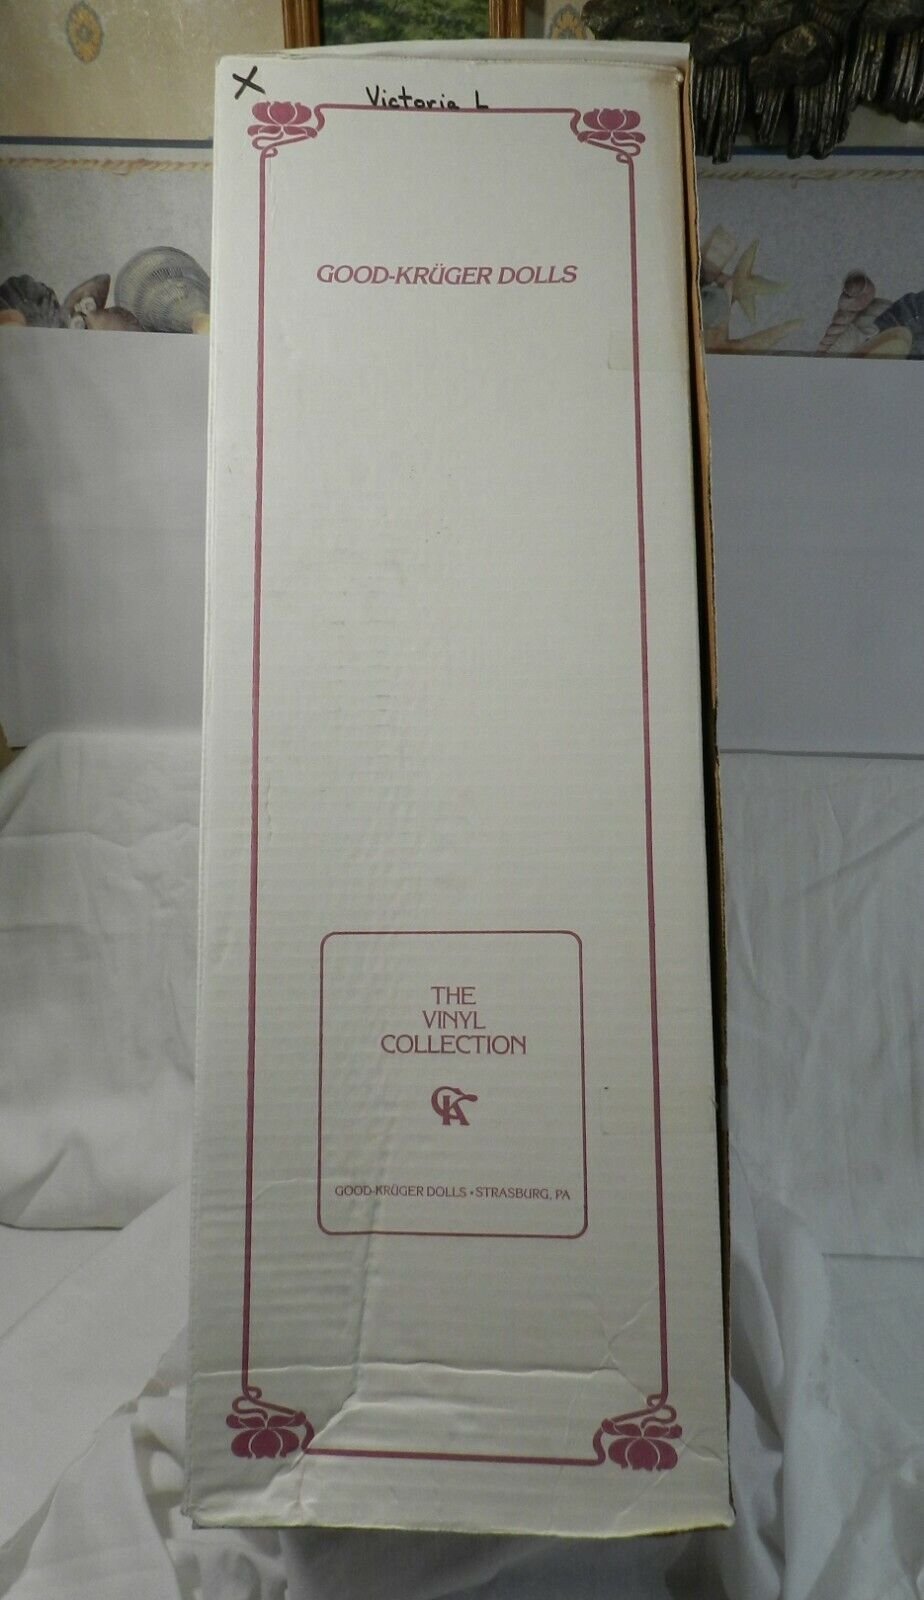 X
Victoria L
GOOD-KRÜGER DOLLS
THE
VINYL
COLLECTION
GK
GOOD-KRÜGER DOLLS • STRASBURG, PA